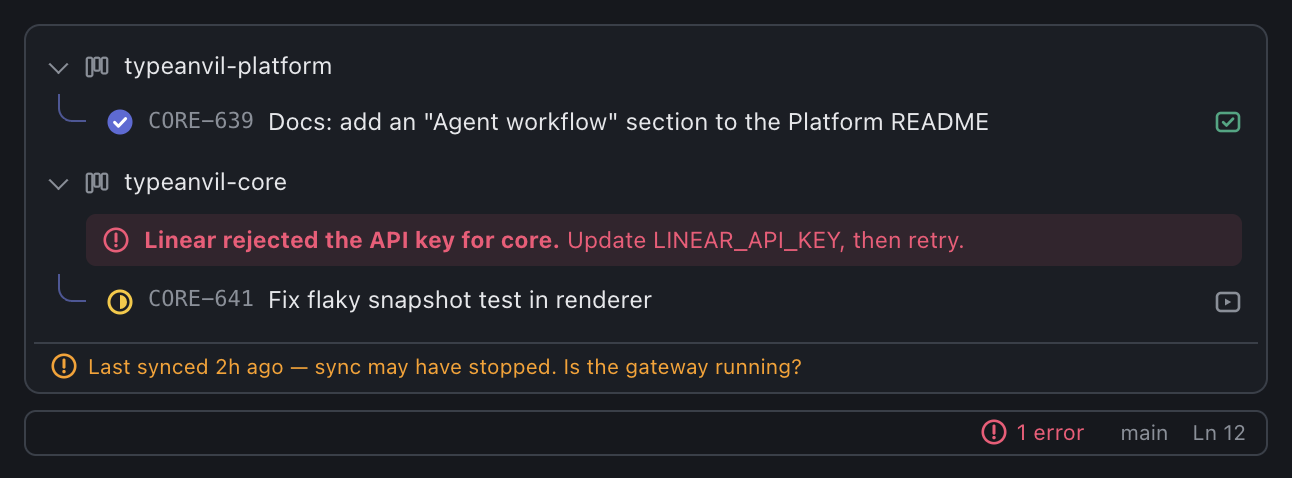 typeanvil-platform
CORE-639 Docs: add an "Agent workflow" section to the Platform README
typeanvil-core
Linear rejected the API key for core. Update LINEAR_API_KEY, then retry.
CORE-641 Fix flaky snapshot test in renderer
Last synced 2h ago — sync may have stopped. Is the gateway running?
1 error main Ln 12